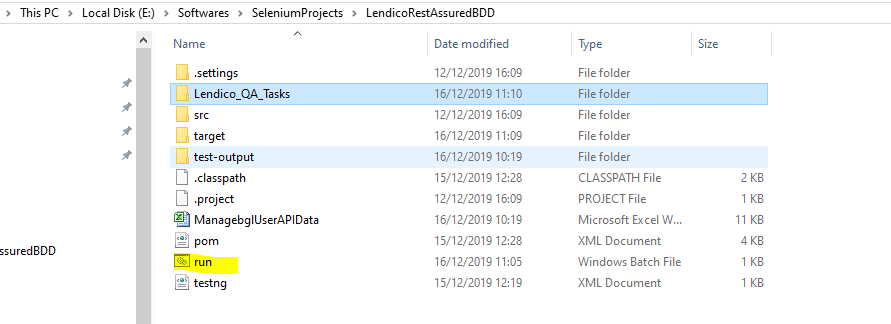 This PC > Local Disk (E:) > Softwares > SeleniumProjects > LendicoRestAssuredBDD
Name Date modified Type Size
.settings 12/12/2019 16:09 File folder
Lendico_QA_Tasks 16/12/2019 11:10 File folder
src 12/12/2019 16:09 File folder
target 16/12/2019 11:09 File folder
test-output 16/12/2019 10:19 File folder
.classpath 15/12/2019 12:28 CLASSPATH File 2 KB
.project 12/12/2019 16:09 PROJECT File 1 KB
ManagebglUserAPIData 16/12/2019 10:19 Microsoft Excel W... 11 KB
pom 15/12/2019 12:28 XML Document 4 KB
ssuredBDD
run 16/12/2019 11:05 Windows Batch File 1 KB
testng 15/12/2019 12:19 XML Document 1 KB